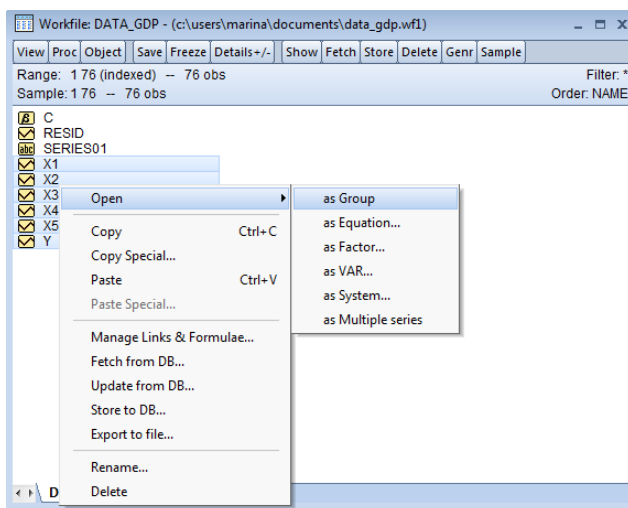 Workfile: DATA_GDP - (c:\users\marina\documents\data_gdp.wf1)
View Proc Object Save Freeze Details+/- Show Fetch Store Delete Genr Sample
Range: 1 76 (indexed) -- 76 obs Filter: *
Sample: 1 76 -- 76 obs Order: NAME
β C
RESID
abc SERIES01
X1
X2
X3
X4
X5
Y
Open
Copy Ctrl+C
Copy Special...
Paste Ctrl+V
Paste Special...
Manage Links & Formulae...
Fetch from DB...
Update from DB...
Store to DB...
Export to file...
Rename...
Delete
as Group
as Equation...
as Factor...
as VAR...
as System...
as Multiple series
D